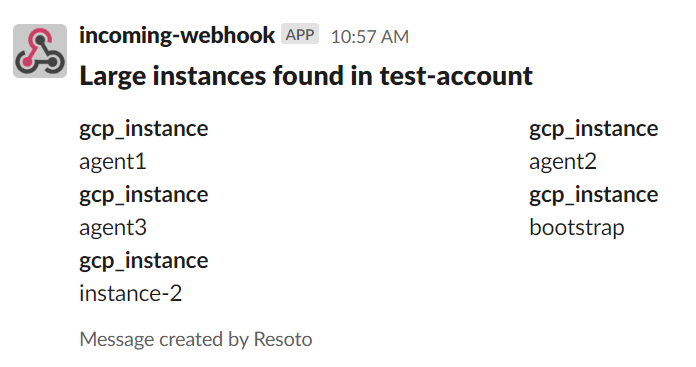 incoming-webhook APP 10:57 AM
Large instances found in test-account
gcp_instance gcp_instance
agent1 agent2
gcp_instance gcp_instance
agent3 bootstrap
gcp_instance
instance-2
Message created by Resoto